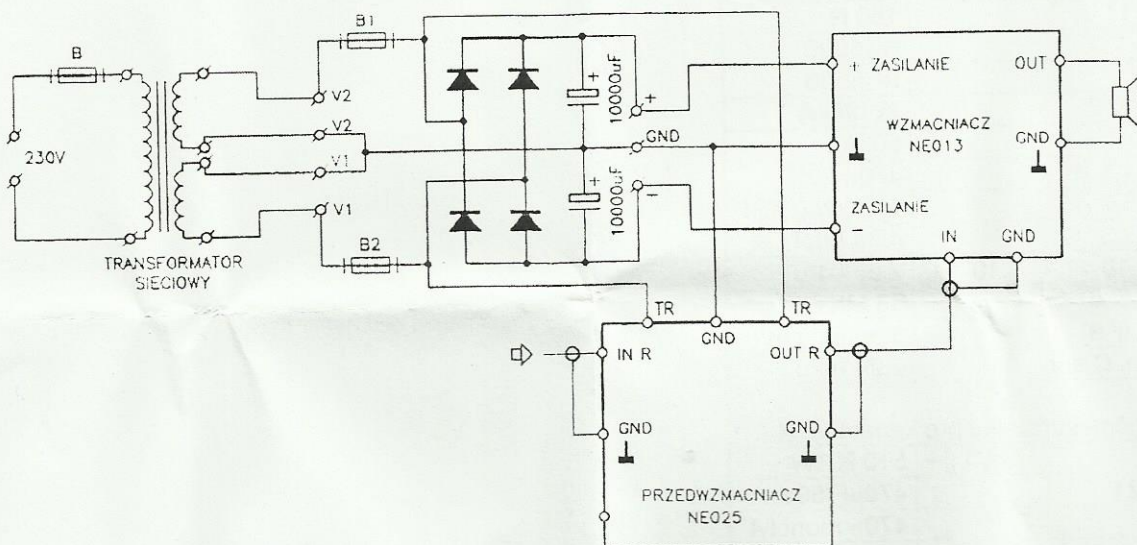 B
230V
TRANSFORMATOR
SIECIOWY
B1
V2
V2
V1
V1
B2
+
10000uF
+
10000uF
+
GND
−
+ ZASILANIE
OUT
WZMACNIACZ
NE013
GND
ZASILANIE
−
IN
GND
TR
GND
TR
IN R
OUT R
GND
GND
PRZEDWZMACNIACZ
NE025